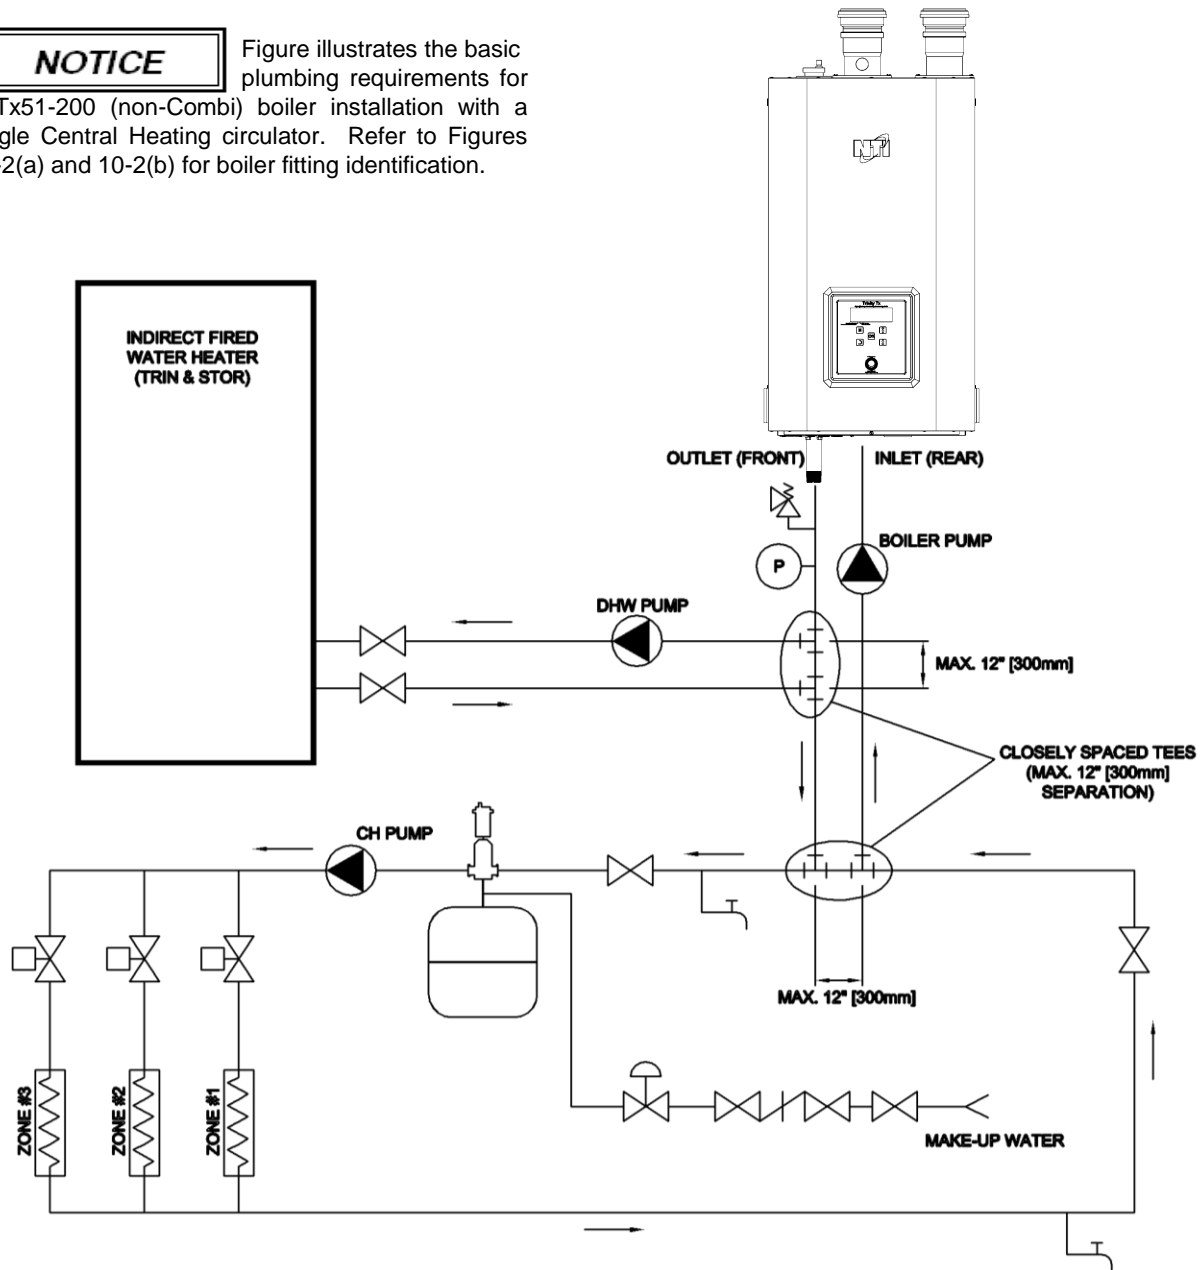 NOTICE
Figure illustrates the basic
plumbing requirements for
Tx51-200 (non-Combi) boiler installation with a
gle Central Heating circulator. Refer to Figures
-2(a) and 10-2(b) for boiler fitting identification.
NTI
Trinity Tx
INDIRECT FIRED
WATER HEATER
(TRIN & STOR)
OUTLET (FRONT)
INLET (REAR)
BOILER PUMP
P
DHW PUMP
MAX. 12" [300mm]
CLOSELY SPACED TEES
(MAX. 12" [300mm]
SEPARATION)
CH PUMP
MAX. 12" [300mm]
ZONE #3
ZONE #2
ZONE #1
MAKE-UP WATER